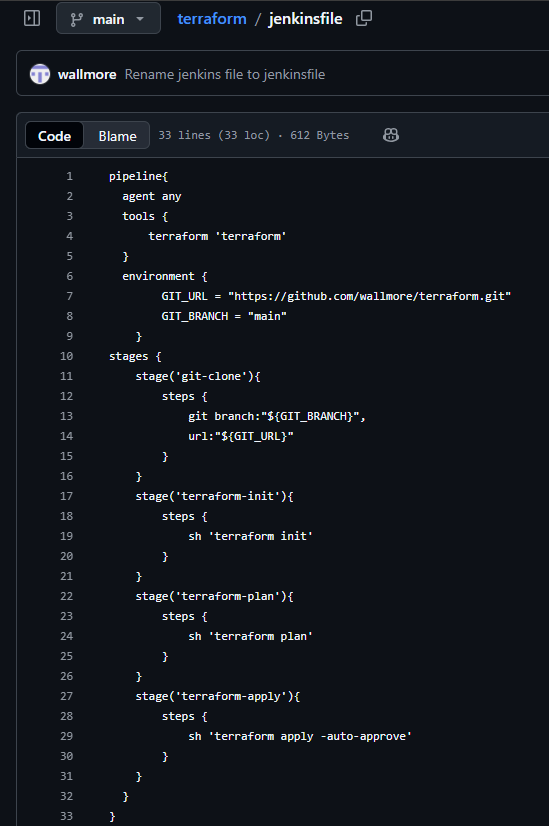 main
terraform / jenkinsfile
wallmore Rename jenkins file to jenkinsfile
Code Blame 33 lines (33 loc) · 612 Bytes
1 pipeline{
2 agent any
3 tools {
4 terraform 'terraform'
5 }
6 environment {
7 GIT_URL = "https://github.com/wallmore/terraform.git"
8 GIT_BRANCH = "main"
9 }
10 stages {
11 stage('git-clone'){
12 steps {
13 git branch:"${GIT_BRANCH}",
14 url:"${GIT_URL}"
15 }
16 }
17 stage('terraform-init'){
18 steps {
19 sh 'terraform init'
20 }
21 }
22 stage('terraform-plan'){
23 steps {
24 sh 'terraform plan'
25 }
26 }
27 stage('terraform-apply'){
28 steps {
29 sh 'terraform apply -auto-approve'
30 }
31 }
32 }
33 }